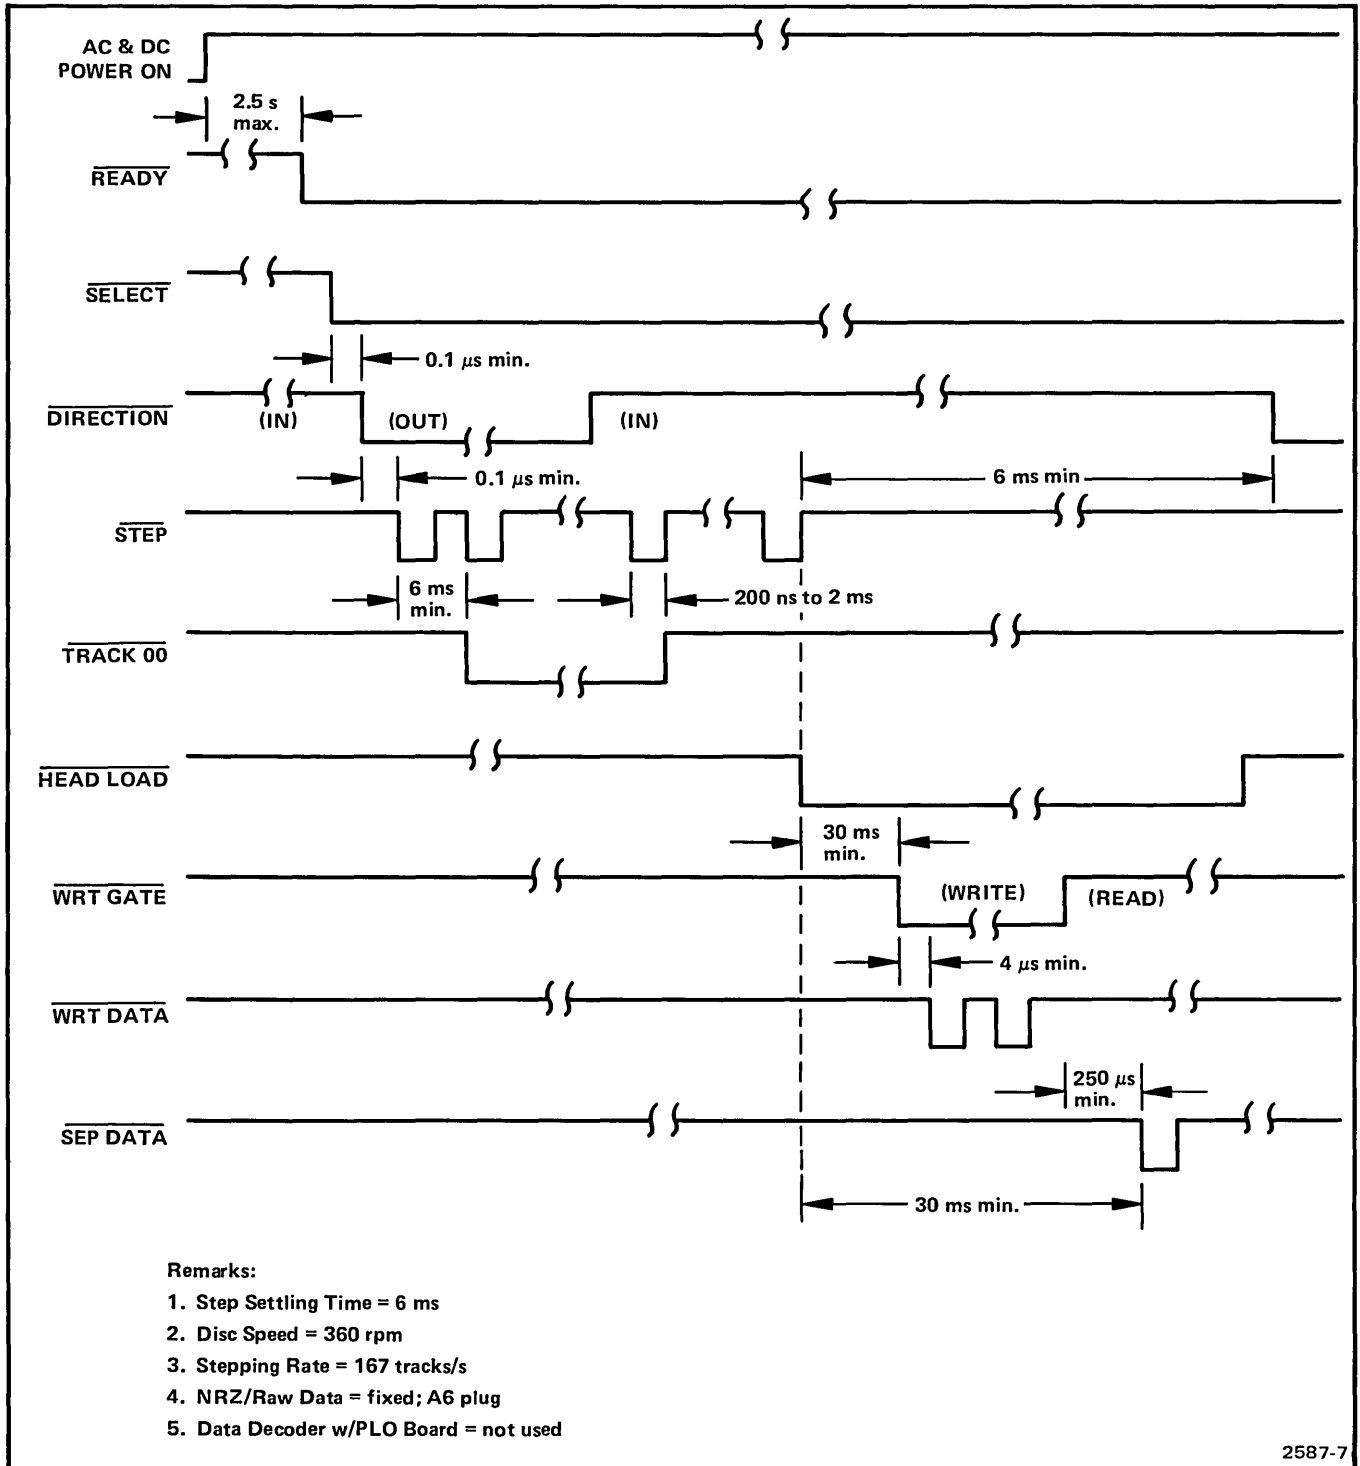 AC & DC
POWER ON
2.5 s
max.
READY
SELECT
0.1 μs min.
DIRECTION
(IN)
(OUT)
(IN)
0.1 μs min.
6 ms min
STEP
6 ms
min.
200 ns to 2 ms
TRACK 00
HEAD LOAD
30 ms
min.
WRT GATE
(WRITE)
(READ)
4 μs min.
WRT DATA
250 μs
min.
SEP DATA
30 ms min.
Remarks:
1. Step Settling Time = 6 ms
2. Disc Speed = 360 rpm
3. Stepping Rate = 167 tracks/s
4. NRZ/Raw Data = fixed; A6 plug
5. Data Decoder w/PLO Board = not used
2587-7